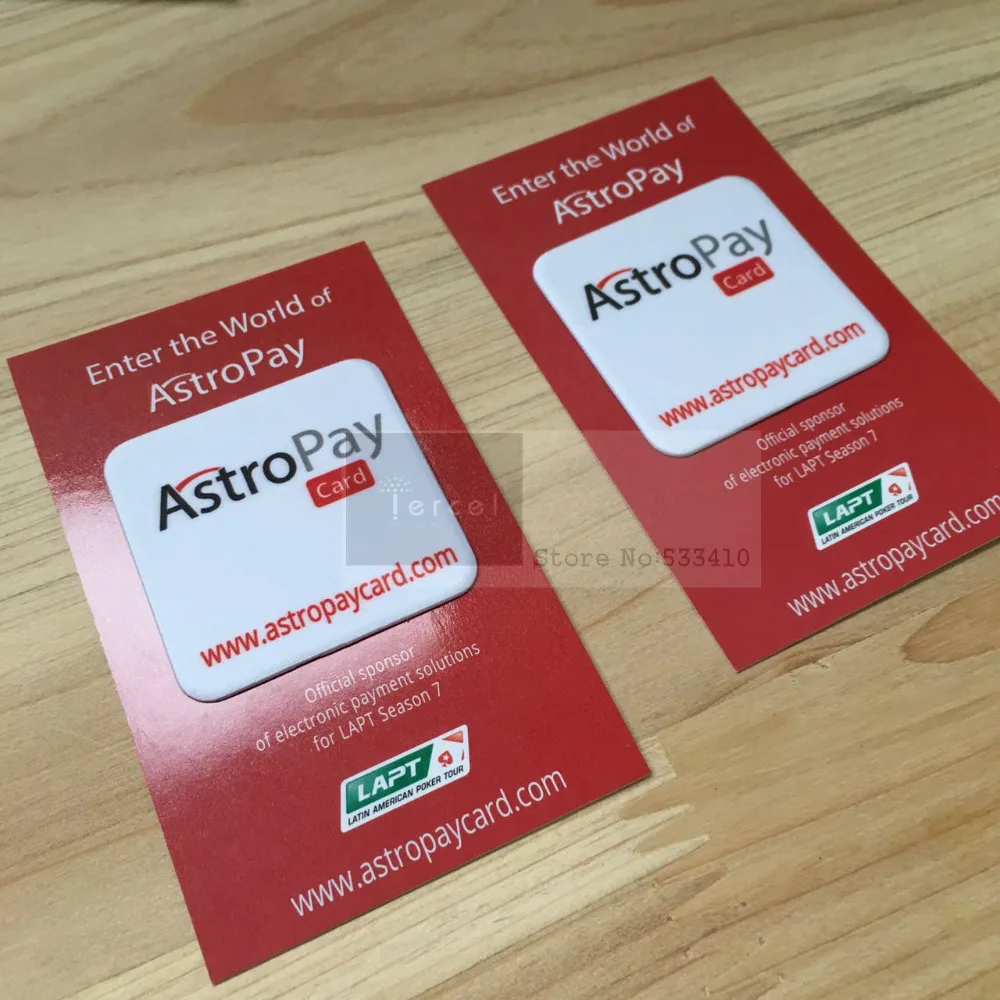 Enter the World of
AstroPay
AstroPay
Card
www.astropaycard.com
Official sponsor
of electronic payment solutions
for LAPT Season 7
LAPT
LATIN AMERICAN POKER TOUR
www.astropaycard.com
Enter the World of
AstroPay
AstroPay
Card
www.astropaycard.com
Official sponsor
of electronic payment solutions
for LAPT Season 7
LAPT
LATIN AMERICAN POKER TOUR
www.astropaycard.com
Tercel
Store No:533410